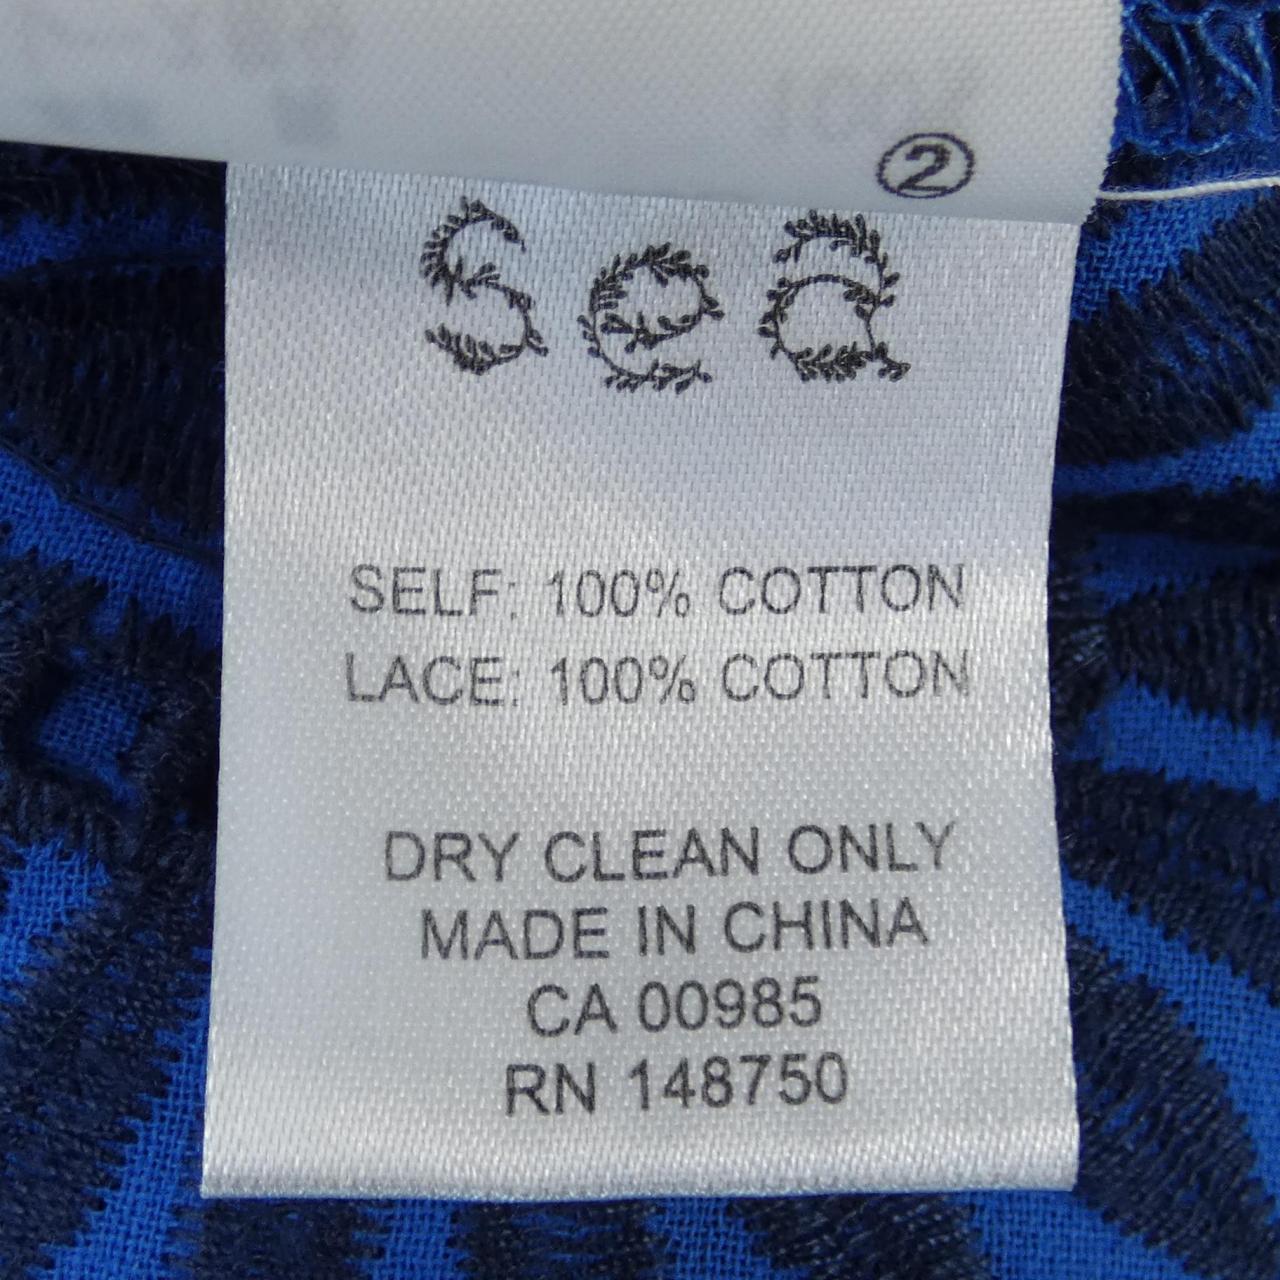 ②
Sea
SELF: 100% COTTON
LACE: 100% COTTON
DRY CLEAN ONLY
MADE IN CHINA
CA 00985
RN 148750